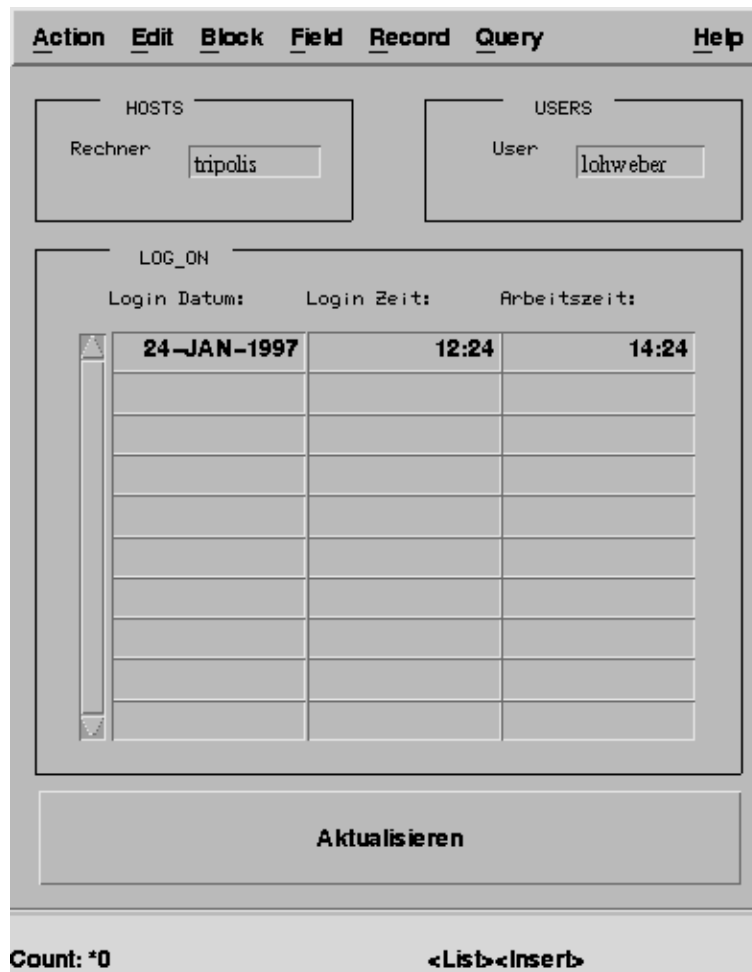 Action Edit Block Field Record Query Help
HOSTS USERS
Rechner tripolis User lohweber
LOG_ON
Login Datum: Login Zeit: Arbeitszeit:
24-JAN-1997 12:24 14:24
Aktualisieren
Count: *0 <List><Insert>